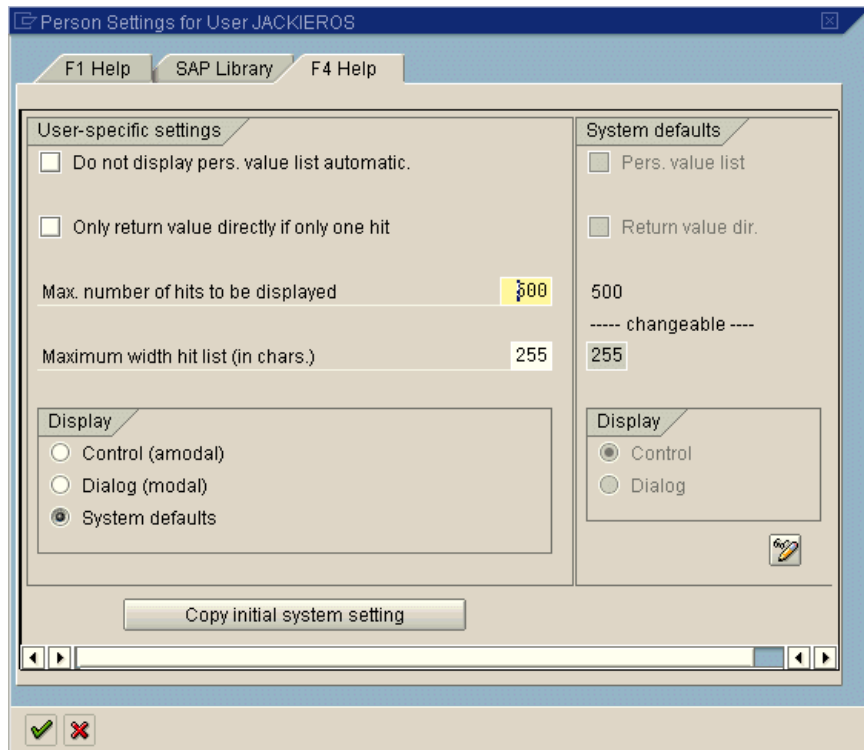 Person Settings for User JACKIEROS
F1 Help SAP Library F4 Help
User-specific settings
Do not display pers. value list automatic.
Only return value directly if only one hit
Max. number of hits to be displayed 500
Maximum width hit list (in chars.) 255
Display
Control (amodal)
Dialog (modal)
System defaults
System defaults
Pers. value list
Return value dir.
500
----- changeable ----
255
Display
Control
Dialog
Copy initial system setting